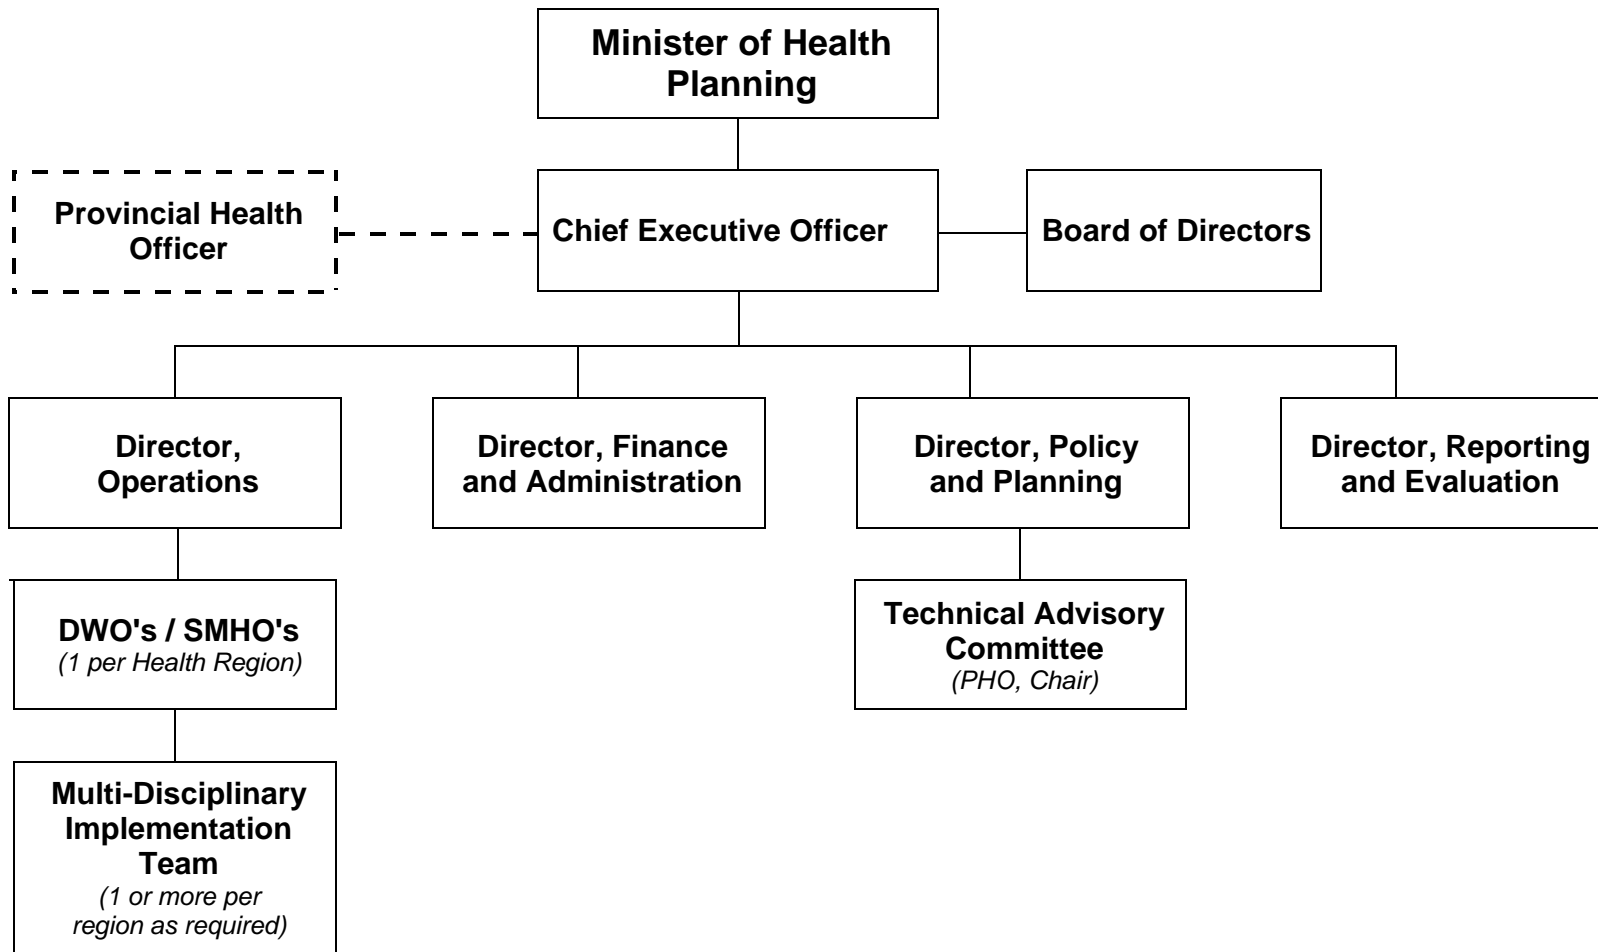 Minister of Health
Planning
Provincial Health
Officer
Chief Executive Officer
Board of Directors
Director,
Operations
Director, Finance
and Administration
Director, Policy
and Planning
Director, Reporting
and Evaluation
DWO's / SMHO's
(1 per Health Region)
Technical Advisory
Committee
(PHO, Chair)
Multi-Disciplinary
Implementation
Team
(1 or more per
region as required)